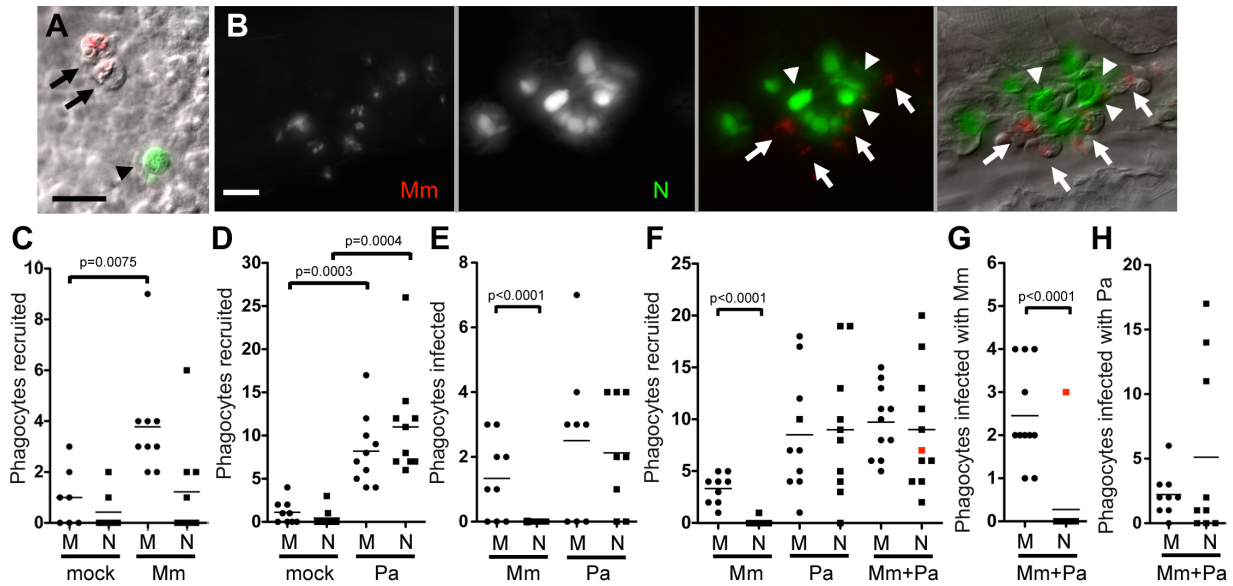 A
B
Mm
N
C
p=0.0075
Phagocytes recruited
10
8
6
4
2
0
M N M N
mock Mm
D
p=0.0004
p=0.0003
Phagocytes recruited
30
25
20
15
10
5
0
M N M N
mock Pa
E
p<0.0001
Phagocytes infected
8
6
4
2
0
M N M N
Mm Pa
F
p<0.0001
Phagocytes recruited
25
20
15
10
5
0
M N M N M N
Mm Pa Mm+Pa
G
p<0.0001
Phagocytes infected with Mm
6
5
4
3
2
1
0
M N
Mm+Pa
H
Phagocytes infected with Pa
20
15
10
5
0
M N
Mm+Pa